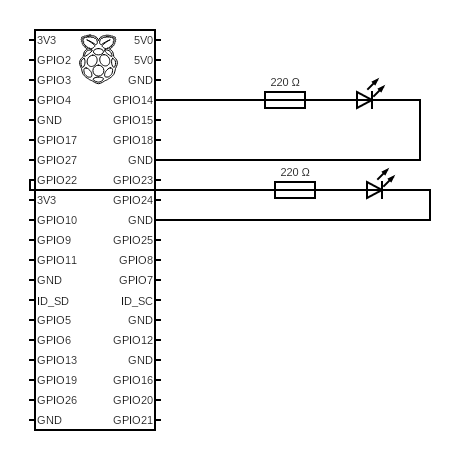 3V3 5V0
GPIO2 5V0
GPIO3 GND
220 Ω
GPIO4 GPIO14
GND GPIO15
GPIO17 GPIO18
GPIO27 GND
220 Ω
GPIO22 GPIO23
3V3 GPIO24
GPIO10 GND
GPIO9 GPIO25
GPIO11 GPIO8
GND GPIO7
ID_SD ID_SC
GPIO5 GND
GPIO6 GPIO12
GPIO13 GND
GPIO19 GPIO16
GPIO26 GPIO20
GND GPIO21